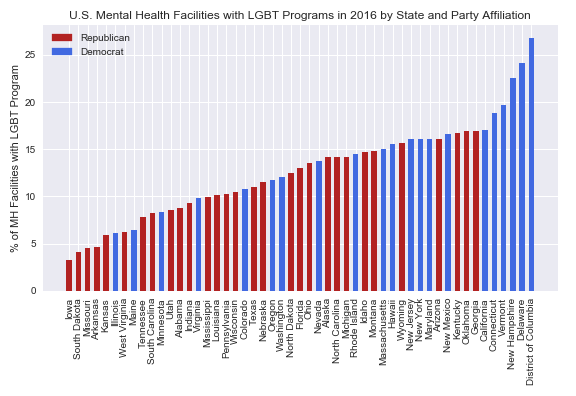 U.S. Mental Health Facilities with LGBT Programs in 2016 by State and Party Affiliation
Republican
Democrat
% of MH Facilities with LGBT Program
25
20
15
10
5
0
Iowa
South Dakota
Missouri
Arkansas
Kansas
Illinois
West Virginia
Maine
Tennessee
South Carolina
Minnesota
Utah
Alabama
Indiana
Virginia
Mississippi
Louisiana
Pennsylvania
Wisconsin
Colorado
Texas
Nebraska
Oregon
Washington
North Dakota
Florida
Ohio
Nevada
Alaska
North Carolina
Michigan
Rhode Island
Idaho
Montana
Massachusetts
Hawaii
Wyoming
New Jersey
New York
Maryland
Arizona
New Mexico
Kentucky
Oklahoma
Georgia
California
Connecticut
Vermont
New Hampshire
Delaware
District of Columbia